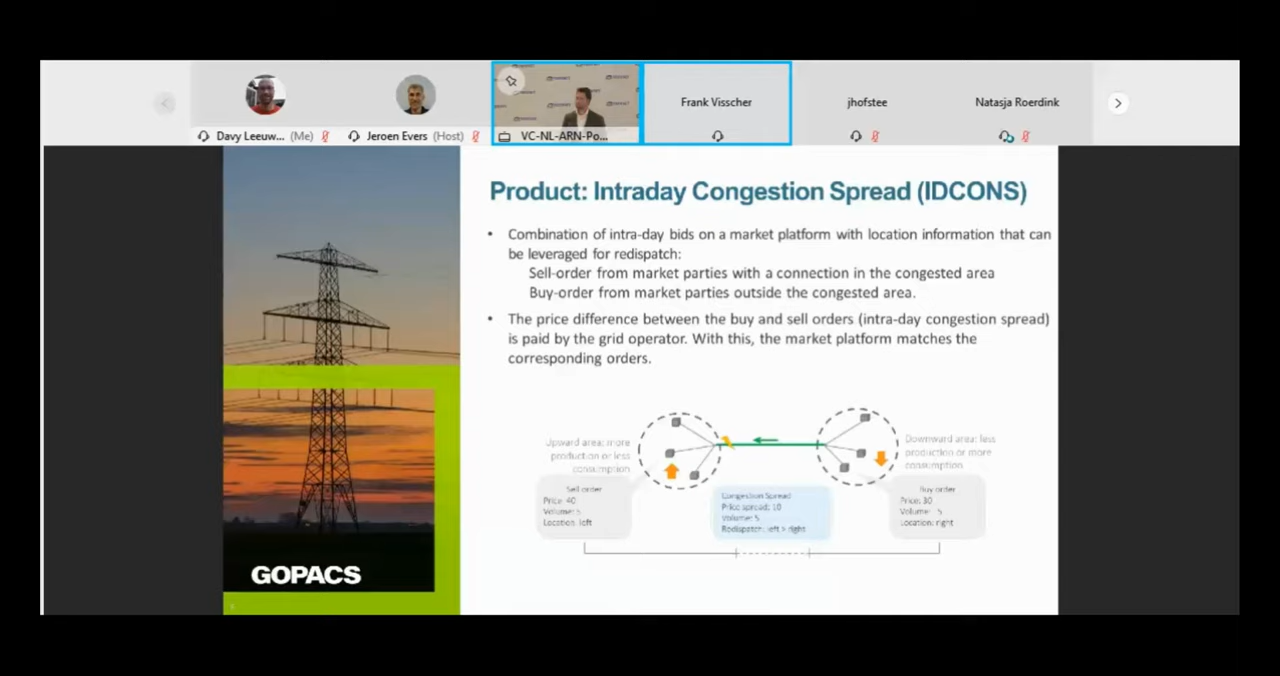 Davy Leeuw... (Me)
Jeroen Evers (Host)
VC-NL-ARN-Po...
Frank Visscher
jhofstee
Natasja Roerdink
Product: Intraday Congestion Spread (IDCONS)
• Combination of intra-day bids on a market platform with location information that can
be leveraged for redispatch:
Sell-order from market parties with a connection in the congested area
Buy-order from market parties outside the congested area.
• The price difference between the buy and sell orders (intra-day congestion spread)
is paid by the grid operator. With this, the market platform matches the
corresponding orders.
Upward area: more
production or less
consumption
Downward area: less
production or more
consumption
Sell order
Price: 40
Volume: 5
Location: left
Congestion Spread
Price spread: 10
Volume: 5
Redispatch: left > right
Buy order
Price: 30
Volume: 5
Location: right
GOPACS